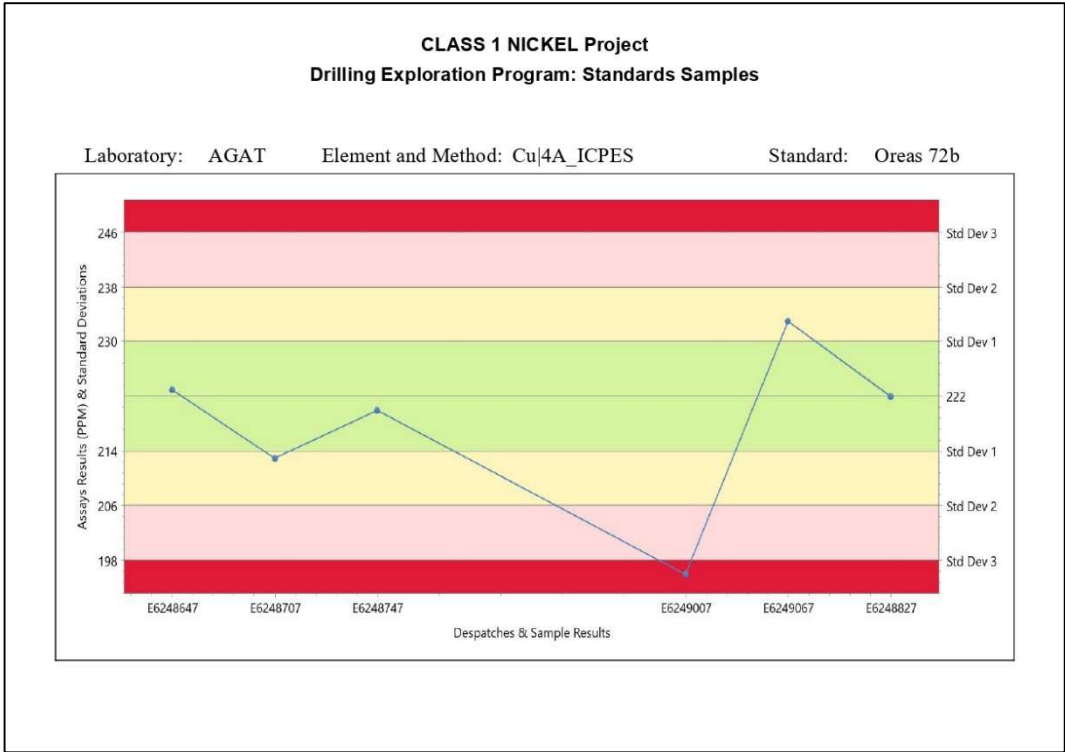 CLASS 1 NICKEL Project
Drilling Exploration Program: Standards Samples
Laboratory: AGAT Element and Method: Cu|4A_ICPES Standard: Oreas 72b
Assays Results (PPM) & Standard Deviations
246
238
230
214
206
198
Std Dev 3
Std Dev 2
Std Dev 1
222
Std Dev 1
Std Dev 2
Std Dev 3
E6248647 E6248707 E6248747 E6249007 E6249067 E6248827
Despatches & Sample Results